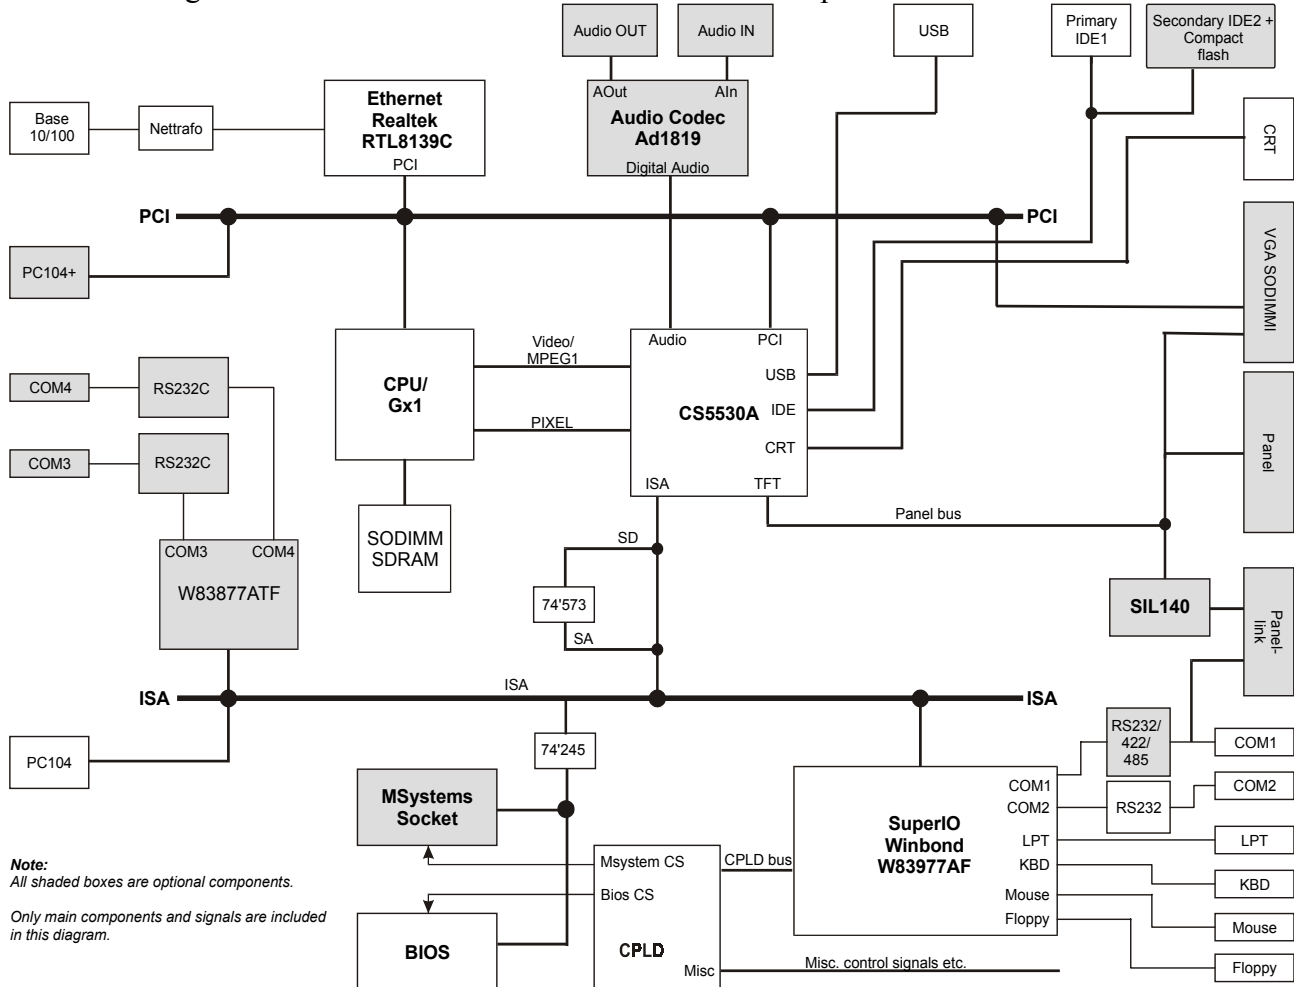 Audio OUT
Audio IN
USB
Primary
IDE1
Secondary IDE2 +
Compact
flash
Base
10/100
Nettrafo
Ethernet
Realtek
RTL8139C
PCI
AOut
AIn
Audio Codec
Ad1819
Digital Audio
CRT
PCI
PCI
VGA SODIMMI
PC104+
Video/
MPEG1
CPU/
Gx1
PIXEL
Audio
PCI
USB
CS5530A
IDE
CRT
ISA
TFT
COM4
RS232C
COM3
RS232C
Panel
Panel bus
SODIMM
SDRAM
SD
COM3
COM4
W83877ATF
74'573
SA
SIL140
Panel-
link
ISA
ISA
ISA
PC104
74'245
RS232/
422/
485
COM1
MSystems
Socket
COM1
COM2
SuperIO
Winbond
W83977AF
LPT
KBD
Mouse
Floppy
RS232
COM2
LPT
KBD
Mouse
Floppy
Note:
All shaded boxes are optional components.
Only main components and signals are included
in this diagram.
Msystem CS
CPLD bus
Bios CS
BIOS
CPLD
Misc
Misc. control signals etc.